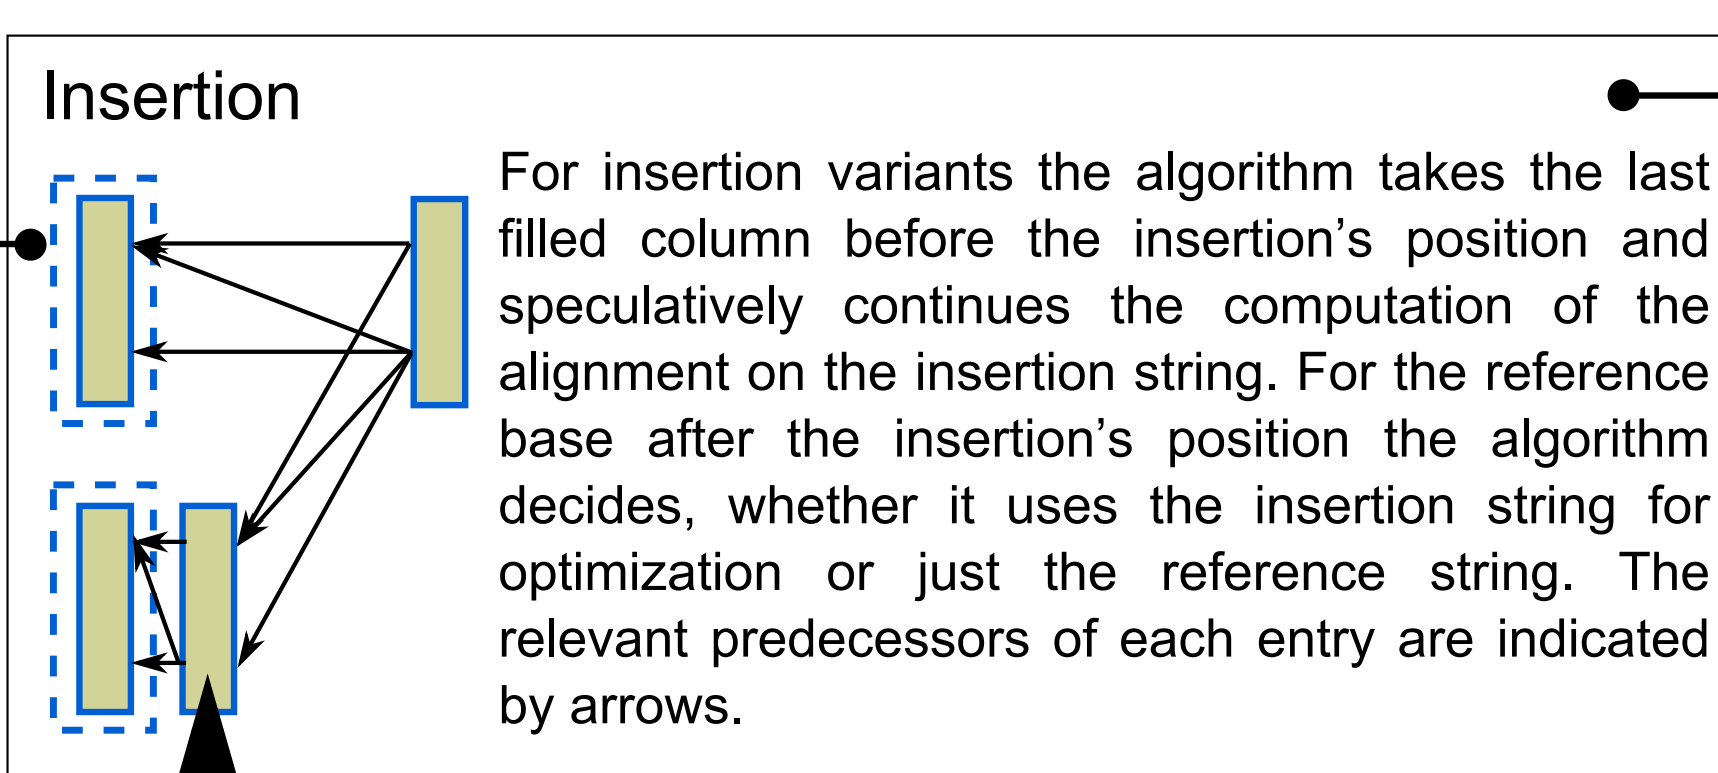 Insertion
For insertion variants the algorithm takes the last
filled column before the insertion’s position and
speculatively continues the computation of the
alignment on the insertion string. For the reference
base after the insertion’s position the algorithm
decides, whether it uses the insertion string for
optimization or just the reference string. The
relevant predecessors of each entry are indicated
by arrows.